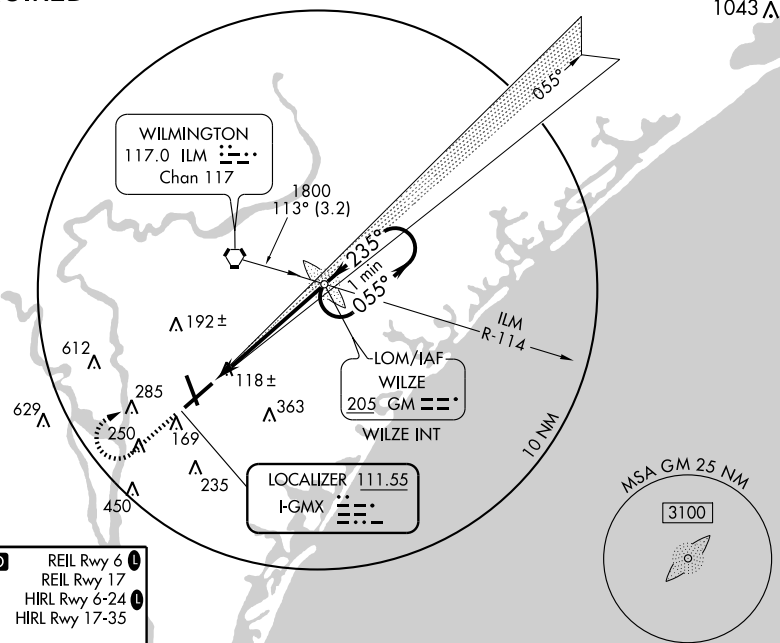 1043
WILMINGTON
117.0 ILM
Chan 117
1800
113° (3.2)
055°
235°
1 min
055°
ILM
R-114
192±
612
118±
285
629
363
250
169
235
450
LOM/IAF
WILZE
205 GM
WILZE INT
10 NM
LOCALIZER 111.55
I-GMX
MSA GM 25 NM
3100
REIL Rwy 6 L
REIL Rwy 17
HIRL Rwy 6-24 L
HIRL Rwy 17-35